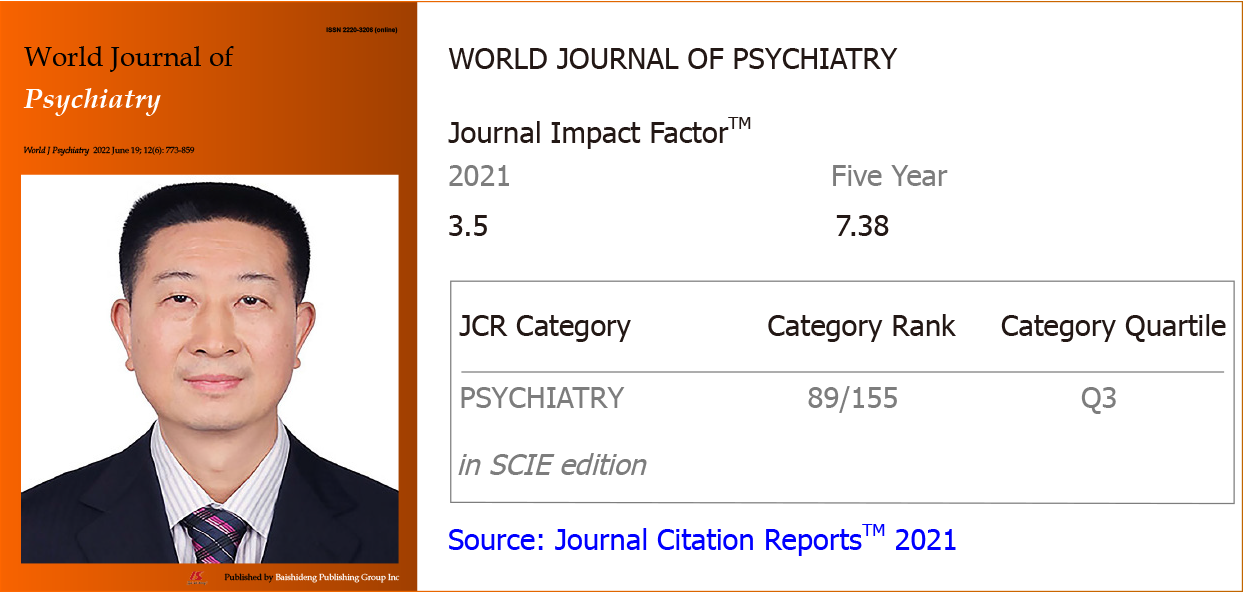 ISSN 2220-3206 (online)
World Journal of
Psychiatry
World J Psychiatry 2022 June 19; 12(6): 773-859
Published by Baishideng Publishing Group Inc
WORLD JOURNAL OF PSYCHIATRY
Journal Impact Factor™
2021 Five Year
3.5 7.38
JCR Category Category Rank Category Quartile
PSYCHIATRY 89/155 Q3
in SCIE edition
Source: Journal Citation Reports™ 2021